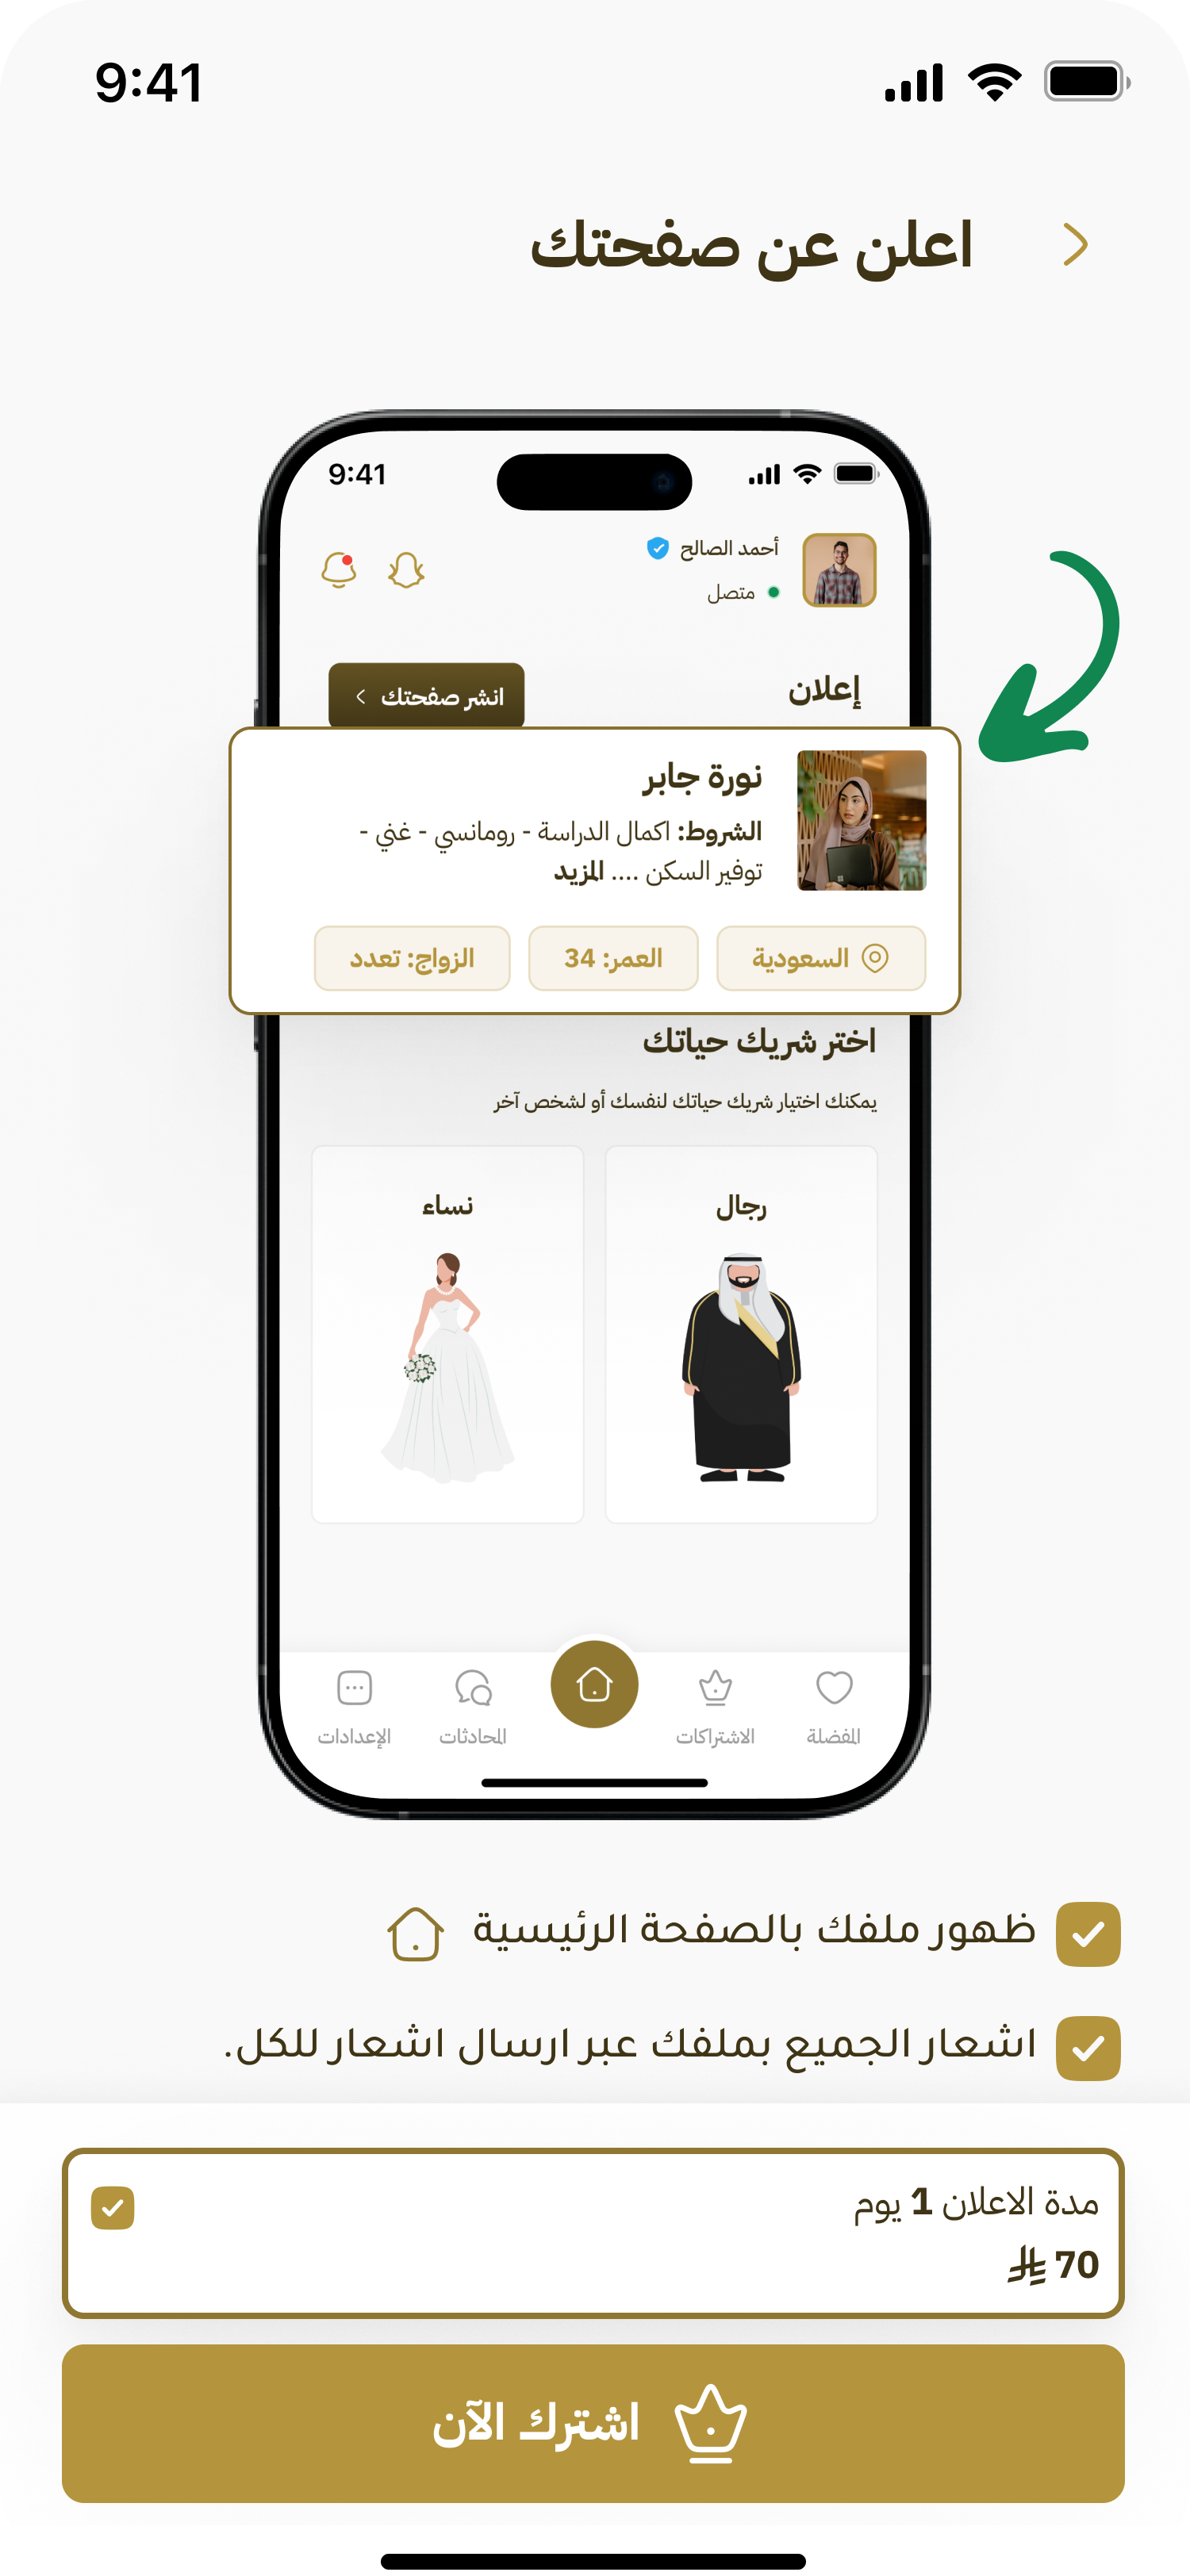 9:41
اعلن عن صفحتك
9:41
أحمد الصالح
متصل
إعلان
انشر صفحتك
نورة جابر
الشروط: اكمال الدراسة - رومانسي - غني -
توفير السكن .... المزيد
السعودية
العمر: 34
الزواج: تعدد
اختر شريك حياتك
يمكنك اختيار شريك حياتك لنفسك أو لشخص آخر
رجال
نساء
المفضلة
الاشتراكات
المحادثات
الإعدادات
ظهور ملفك بالصفحة الرئيسية
اشعار الجميع بملفك عبر ارسال اشعار للكل.
مدة الاعلان 1 يوم
70 ⃁
اشترك الآن